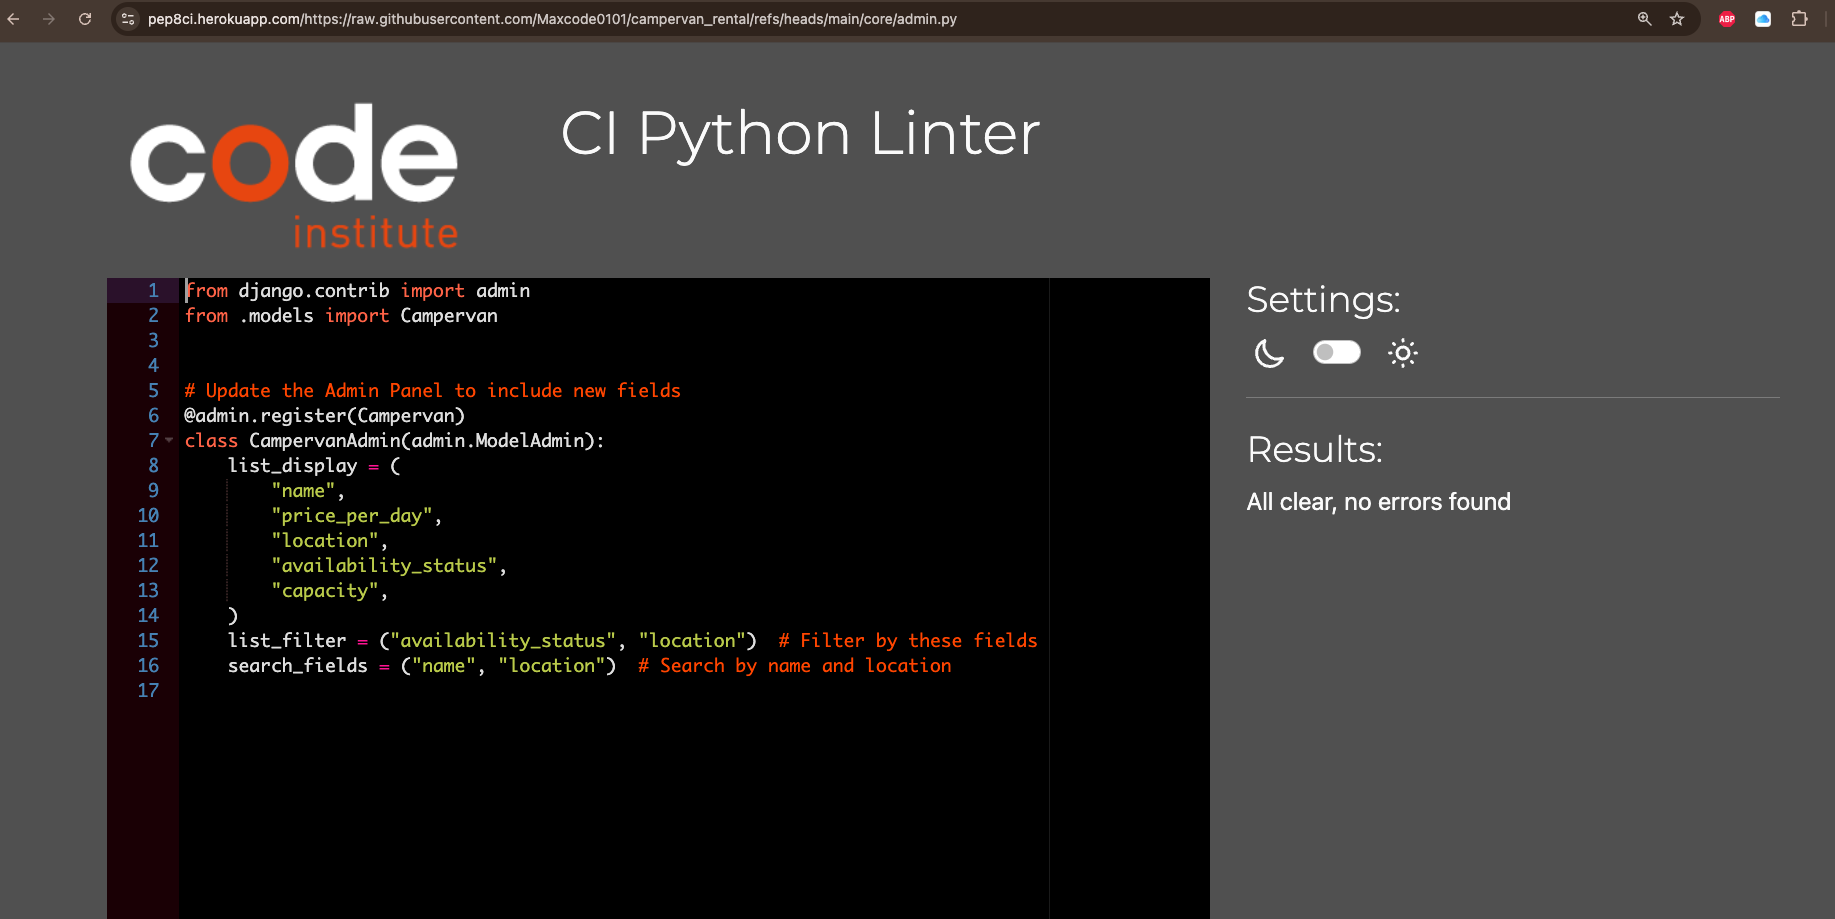 pep8ci.herokuapp.com/https://raw.githubusercontent.com/Maxcode0101/campervan_rental/refs/heads/main/core/admin.py
ABP
code
institute
CI Python Linter
1 from django.contrib import admin
2 from .models import Campervan
3
4
5 # Update the Admin Panel to include new fields
6 @admin.register(Campervan)
7 class CampervanAdmin(admin.ModelAdmin):
8     list_display = (
9         "name",
10         "price_per_day",
11         "location",
12         "availability_status",
13         "capacity",
14     )
15     list_filter = ("availability_status", "location")  # Filter by these fields
16     search_fields = ("name", "location")  # Search by name and location
17
Settings:
Results:
All clear, no errors found